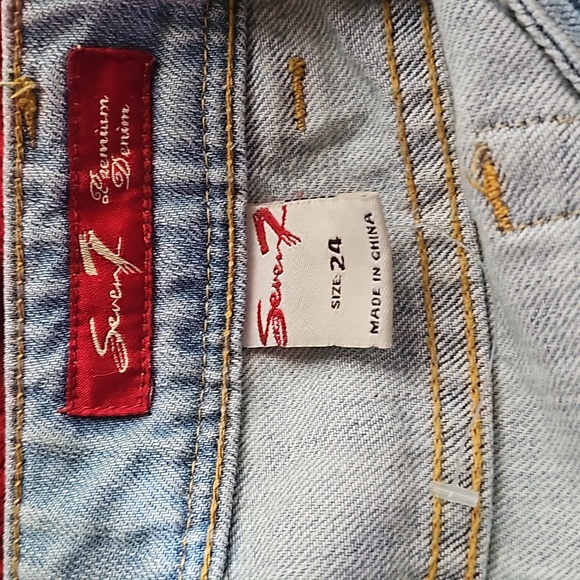 Seven7
Premium
Denim
Seven7
SIZE: 24
MADE IN CHINA